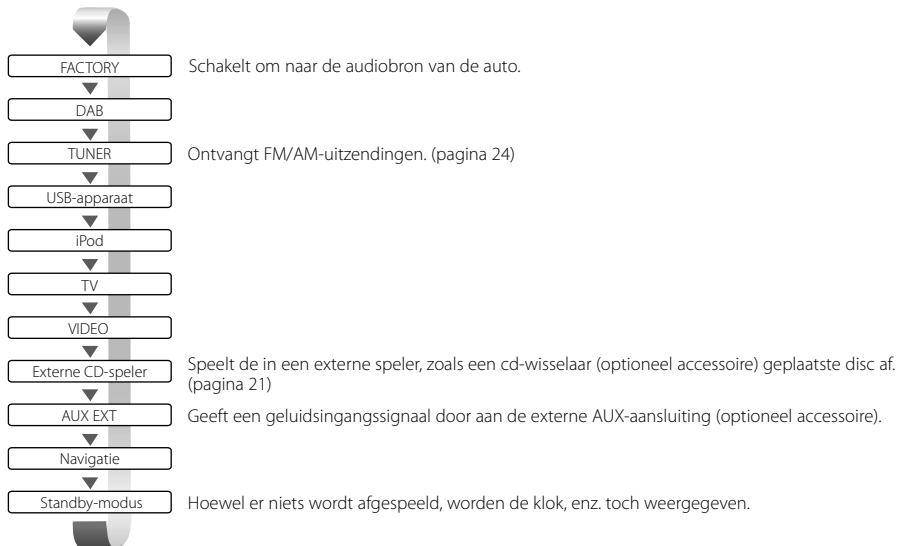 FACTORY Schakelt om naar de audiobron van de auto.
DAB
TUNER Ontvangt FM/AM-uitzendingen. (pagina 24)
USB-apparaat
iPod
TV
VIDEO
Externe CD-speler Speelt de in een externe speler, zoals een cd-wisselaar (optioneel accessoire) geplaatste disc af.
(pagina 21)
AUX EXT Geeft een geluidsingangssignaal door aan de externe AUX-aansluiting (optioneel accessoire).
Navigatie
Standby-modus Hoewel er niets wordt afgespeeld, worden de klok, enz. toch weergegeven.